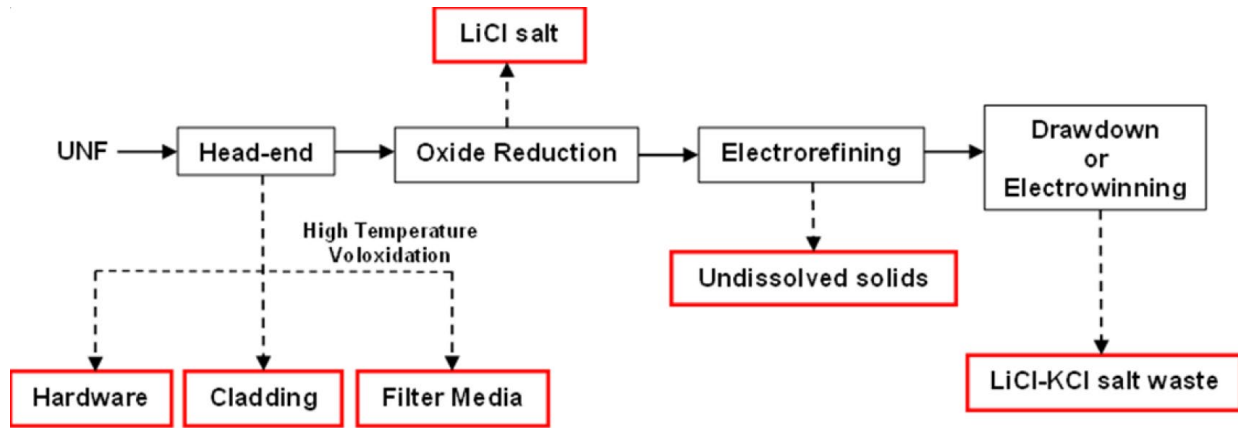 LiCl salt
UNF
Head-end
Oxide Reduction
Electrorefining
Drawdown
or
Electrowinning
High Temperature
Voloxidation
Undissolved solids
Hardware
Cladding
Filter Media
LiCl-KCl salt waste